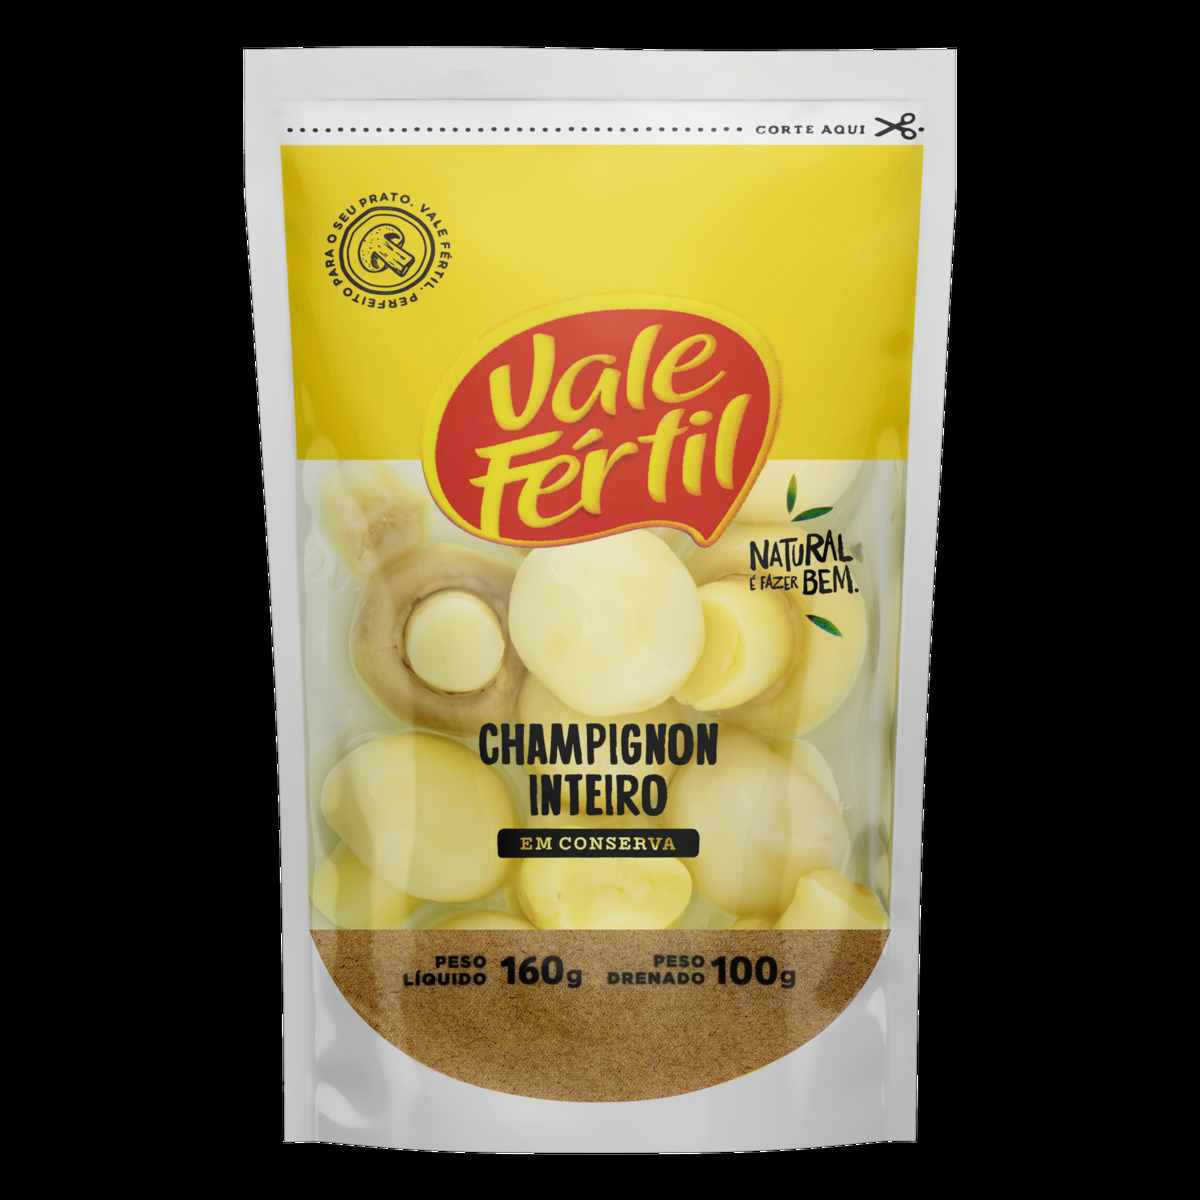 CORTE AQUI
PERFEITO PARA O SEU PRATO. VALE FÉRTIL.
Vale
Fértil
NATURAL
É FAZER BEM.
CHAMPIGNON
INTEIRO
EM CONSERVA
PESO
LÍQUIDO 160g
PESO
DRENADO 100g